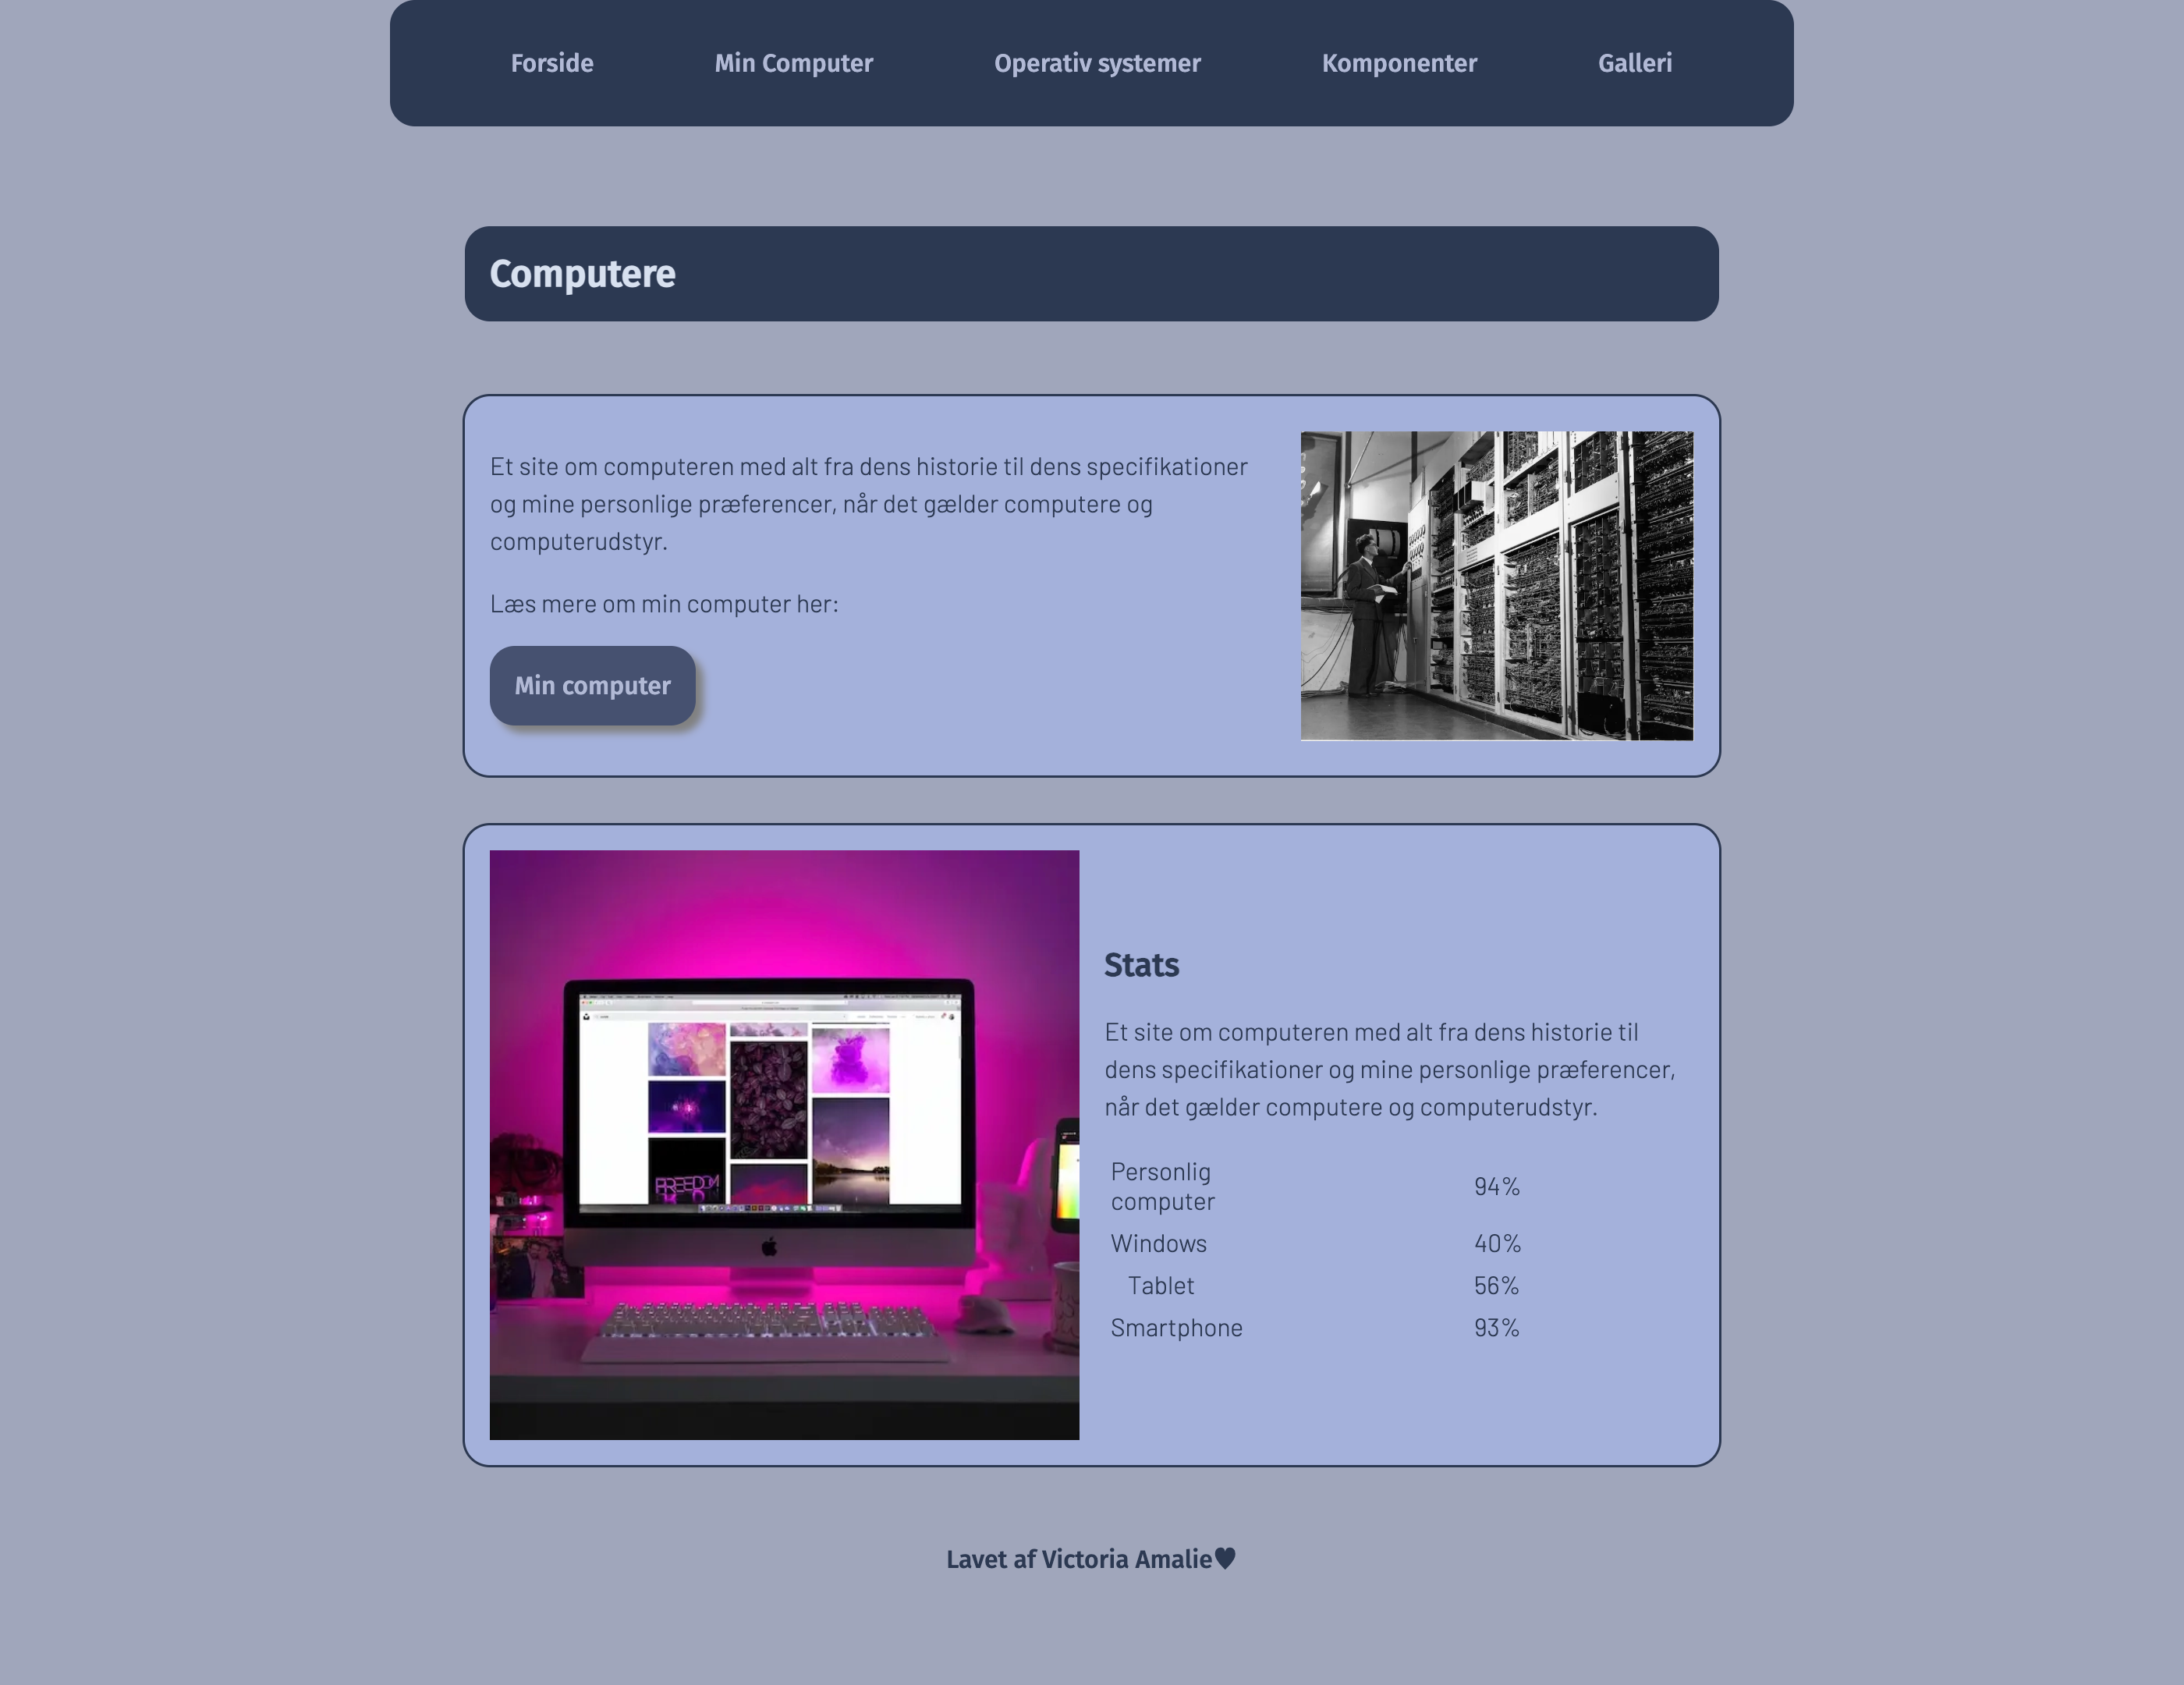 Forside Min Computer Operativ systemer Komponenter Galleri
Computere
Et site om computeren med alt fra dens historie til dens specifikationer
og mine personlige præferencer, når det gælder computere og
computerudstyr.
Læs mere om min computer her:
Min computer
FREEDOM
Stats
Et site om computeren med alt fra dens historie til
dens specifikationer og mine personlige præferencer,
når det gælder computere og computerudstyr.
Personlig
computer 94%
Windows 40%
Tablet 56%
Smartphone 93%
Lavet af Victoria Amalie♥